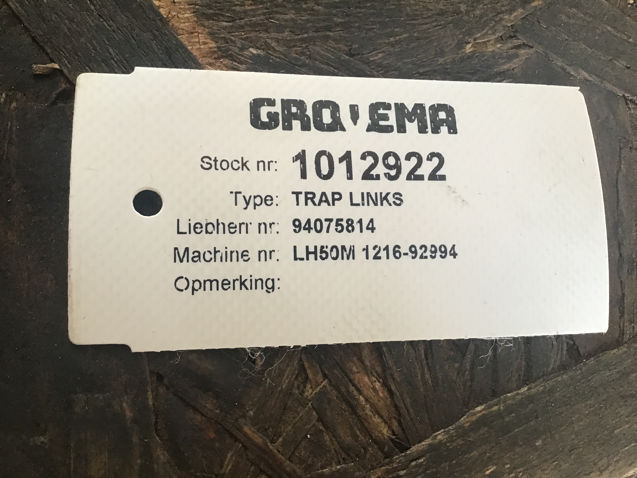 GROVEMA
Stock nr: 1012922
Type: TRAP LINKS
Liebherr nr: 94075814
Machine nr: LH50M 1216-92994
Opmerking: